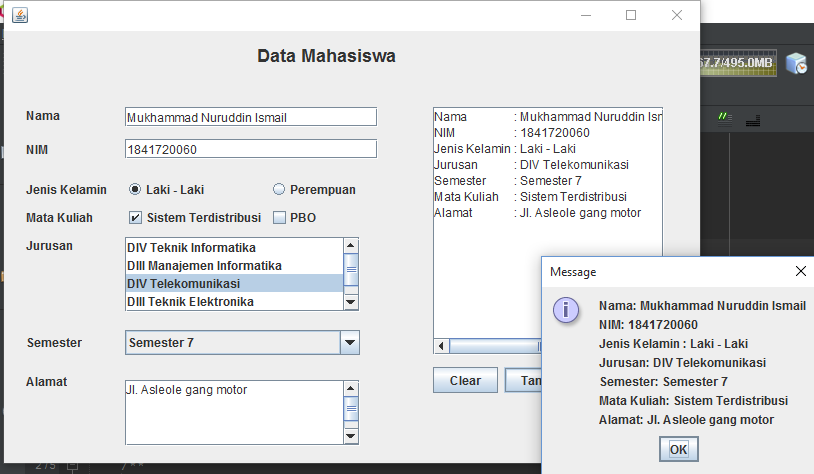 Data Mahasiswa
67.7/495.0MB
Nama
Mukhammad Nuruddin Ismail
NIM
1841720060
Jenis Kelamin
Laki - Laki
Perempuan
Mata Kuliah
Sistem Terdistribusi
PBO
Jurusan
DIV Teknik Informatika
DIII Manajemen Informatika
DIV Telekomunikasi
DIII Teknik Elektronika
Semester
Semester 7
Alamat
Jl. Asleole gang motor
Nama : Mukhammad Nuruddin Ism
NIM : 1841720060
Jenis Kelamin : Laki - Laki
Jurusan : DIV Telekomunikasi
Semester : Semester 7
Mata Kuliah : Sistem Terdistribusi
Alamat : Jl. Asleole gang motor
Clear
Tam
Message
Nama: Mukhammad Nuruddin Ismail
NIM: 1841720060
Jenis Kelamin : Laki - Laki
Jurusan: DIV Telekomunikasi
Semester: Semester 7
Mata Kuliah: Sistem Terdistribusi
Alamat: Jl. Asleole gang motor
OK